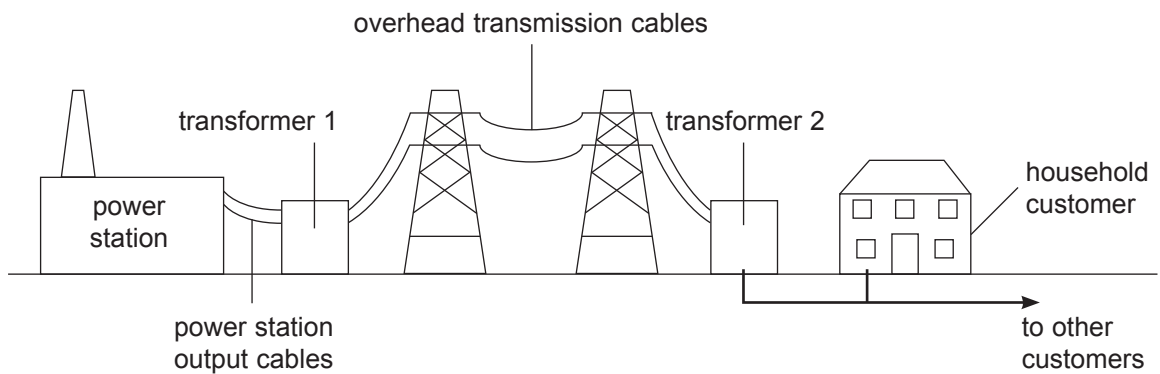 overhead transmission cables
transformer 1
transformer 2
household
customer
power
station
power station
output cables
to other
customers